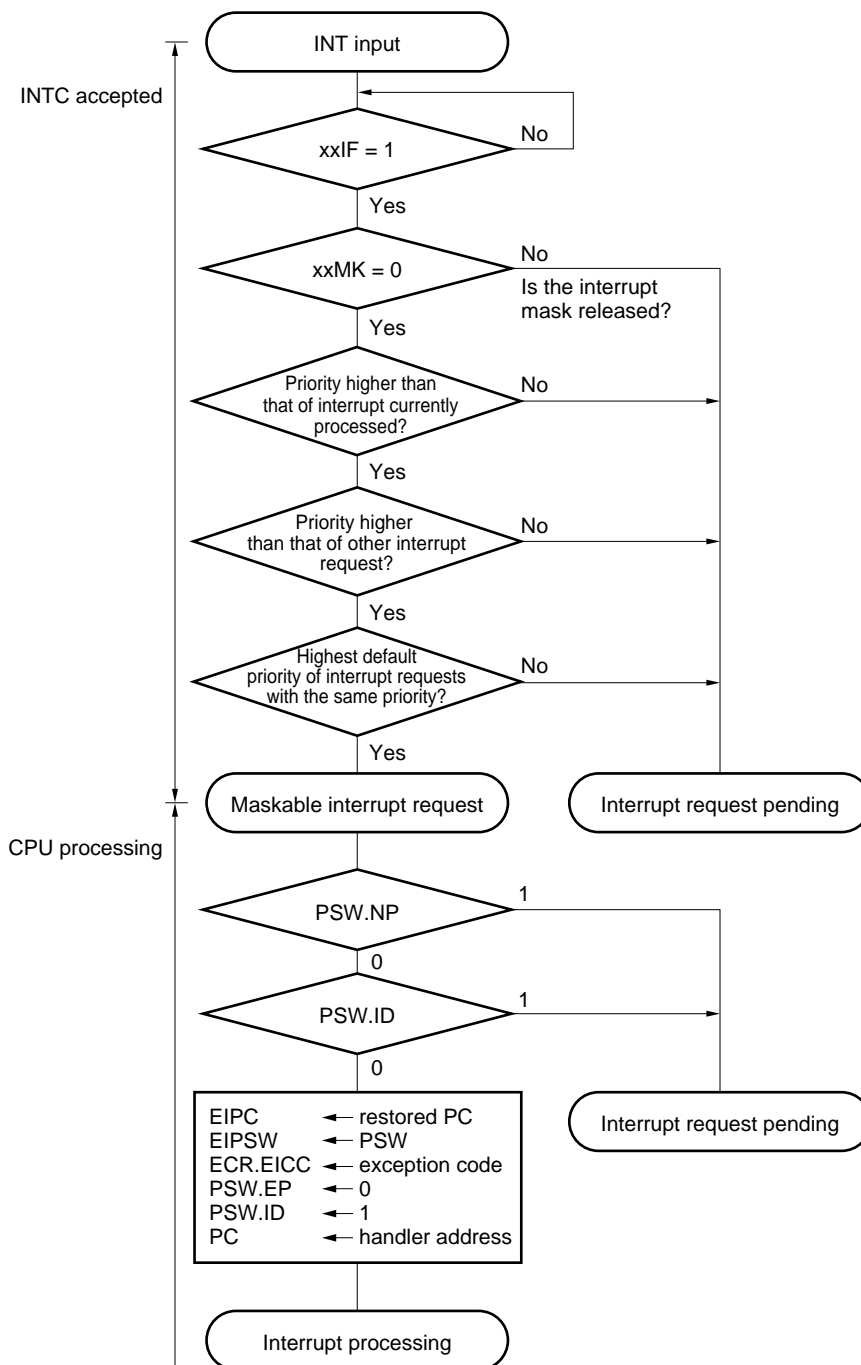 INT input
INTC accepted
xxIF = 1
No
Yes
xxMK = 0
No
Is the interrupt
mask released?
Yes
Priority higher than
that of interrupt currently
processed?
No
Yes
Priority higher
than that of other interrupt
request?
No
Yes
Highest default
priority of interrupt requests
with the same priority?
No
Yes
Maskable interrupt request
Interrupt request pending
CPU processing
PSW.NP
1
0
PSW.ID
1
0
EIPC ← restored PC
EIPSW ← PSW
ECR.EICC ← exception code
PSW.EP ← 0
PSW.ID ← 1
PC ← handler address
Interrupt request pending
Interrupt processing